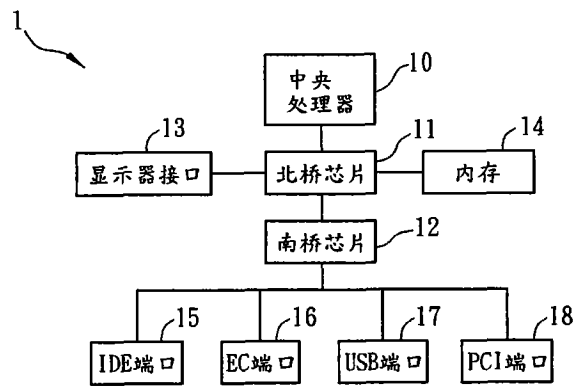 1
10
中央
处理器
13
11
14
显示器接口
北桥芯片
内存
12
南桥芯片
15
16
17
18
IDE端口
EC端口
USB端口
PCI端口